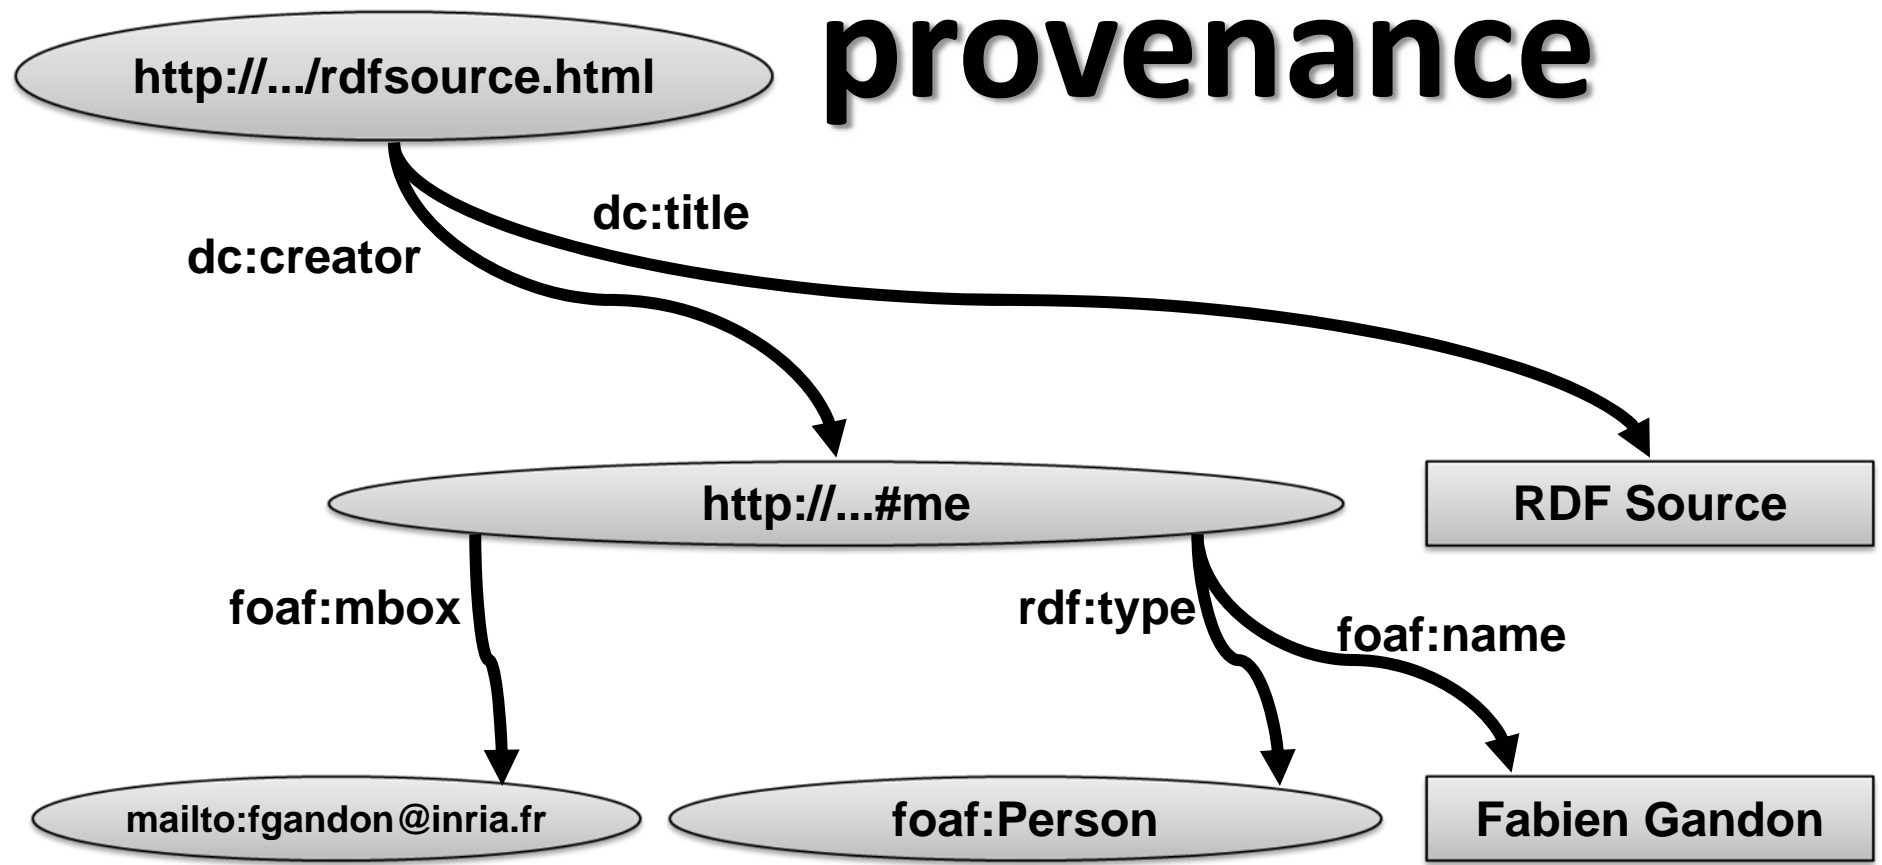 provenance
http://.../rdfsource.html
dc:title
dc:creator
http://...#me
RDF Source
foaf:mbox
rdf:type
foaf:name
mailto:fgandon@inria.fr
foaf:Person
Fabien Gandon